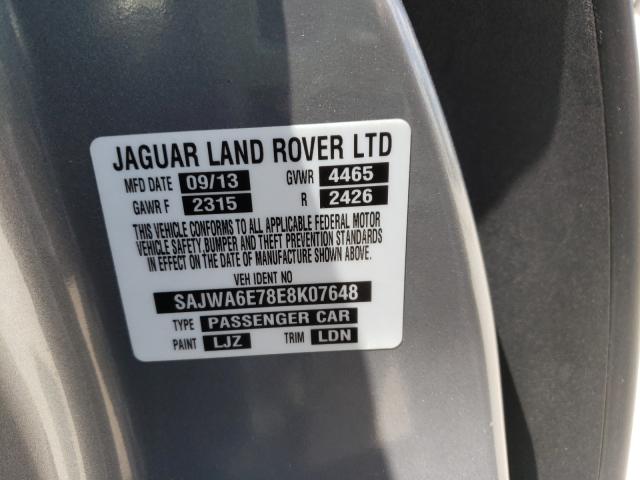 JAGUAR LAND ROVER LTD
MFD DATE 09/13 GVWR 4465
GAWR F 2315 R 2426
THIS VEHICLE CONFORMS TO ALL APPLICABLE FEDERAL MOTOR
VEHICLE SAFETY,BUMPER AND THEFT PREVENTION STANDARDS
IN EFFECT ON THE DATE OF MANUFACTURE SHOWN ABOVE.
VEH IDENT NO
SAJWA6E78E8K07648
TYPE PASSENGER CAR
PAINT LJZ TRIM LDN